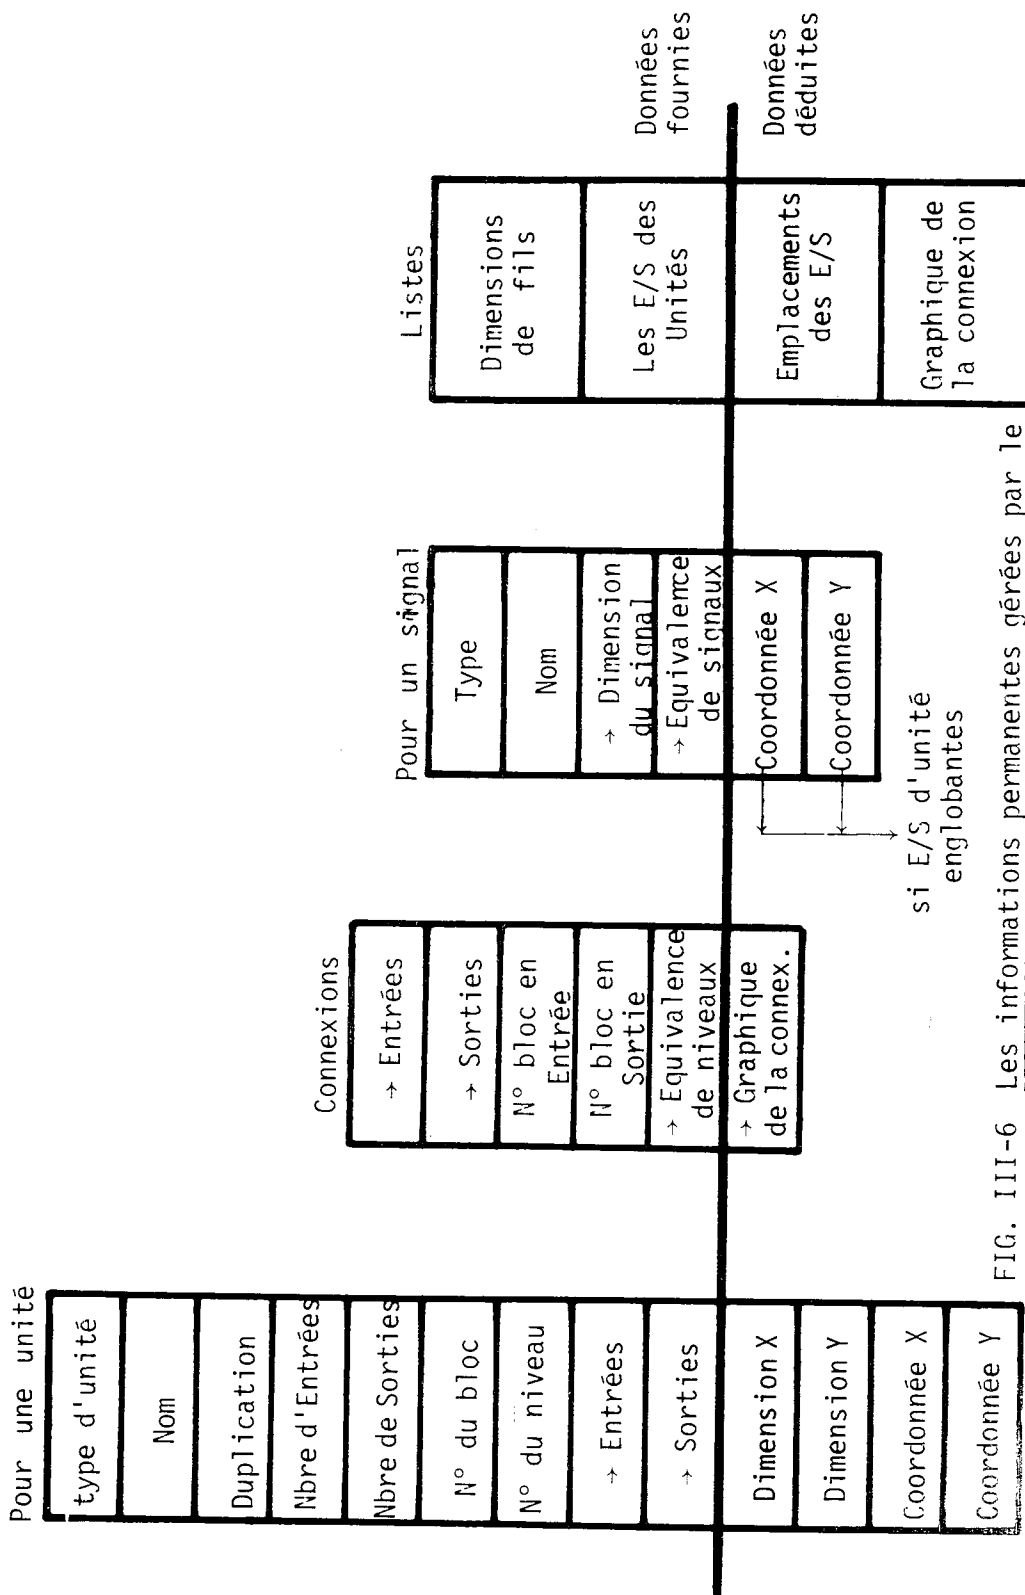 Pour une unité
type d'unité
Nom
Duplication
Nbre d'Entrées
Nbre de Sorties
N° du bloc
N° du niveau
→ Entrées
→ Sorties
Dimension X
Dimension Y
Coordonnée X
Coordonnée Y
Connexions
→ Entrées
→ Sorties
N° bloc en
Entrée
N° bloc en
Sortie
→ Equivalence
de niveaux
→ Graphique
de la connex.
Pour un signal
Type
Nom
→ Dimension
du signal
→ Equivalence
de signaux
Coordonnée X
Coordonnée Y
si E/S d'unité
englobantes
Listes
Dimensions
de fils
Les E/S des
Unités
Emplacements
des E/S
Graphique de
la connexion
Données
fournies
Données
déduites
FIG. III-6 Les informations permanentes gérées par le